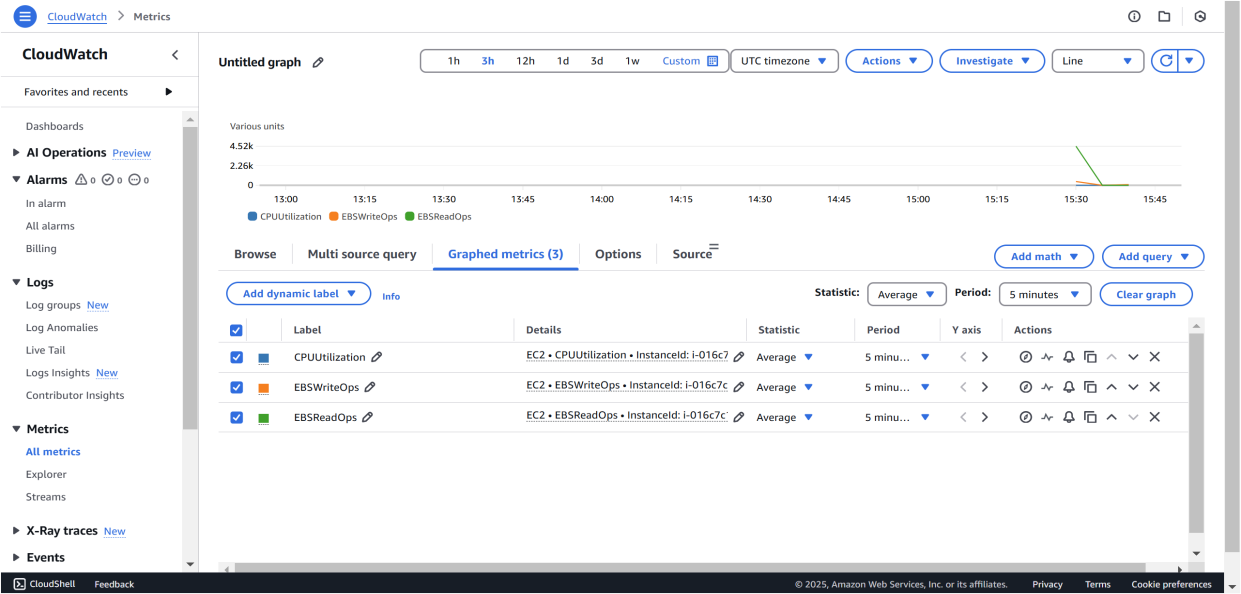 CloudWatch > Metrics
CloudWatch
Favorites and recents
Dashboards
AI Operations Preview
Alarms 0 0 0
In alarm
All alarms
Billing
Logs
Log groups New
Log Anomalies
Live Tail
Logs Insights New
Contributor Insights
Metrics
All metrics
Explorer
Streams
X-Ray traces New
Events
Untitled graph
1h 3h 12h 1d 3d 1w Custom UTC timezone Actions Investigate Line
Various units
4.52k
2.26k
0
13:00 13:15 13:30 13:45 14:00 14:15 14:30 14:45 15:00 15:15 15:30 15:45
CPUUtilization EBSWriteOps EBSReadOps
Browse Multi source query Graphed metrics (3) Options Source Add math Add query
Add dynamic label Info Statistic: Average Period: 5 minutes Clear graph
Label Details Statistic Period Y axis Actions
CPUUtilization EC2 • CPUUtilization • InstanceId: i-016c7 Average 5 minu...
EBSWriteOps EC2 • EBSWriteOps • InstanceId: i-016c7c Average 5 minu...
EBSReadOps EC2 • EBSReadOps • InstanceId: i-016c7c Average 5 minu...
CloudShell Feedback © 2025, Amazon Web Services, Inc. or its affiliates. Privacy Terms Cookie preferences